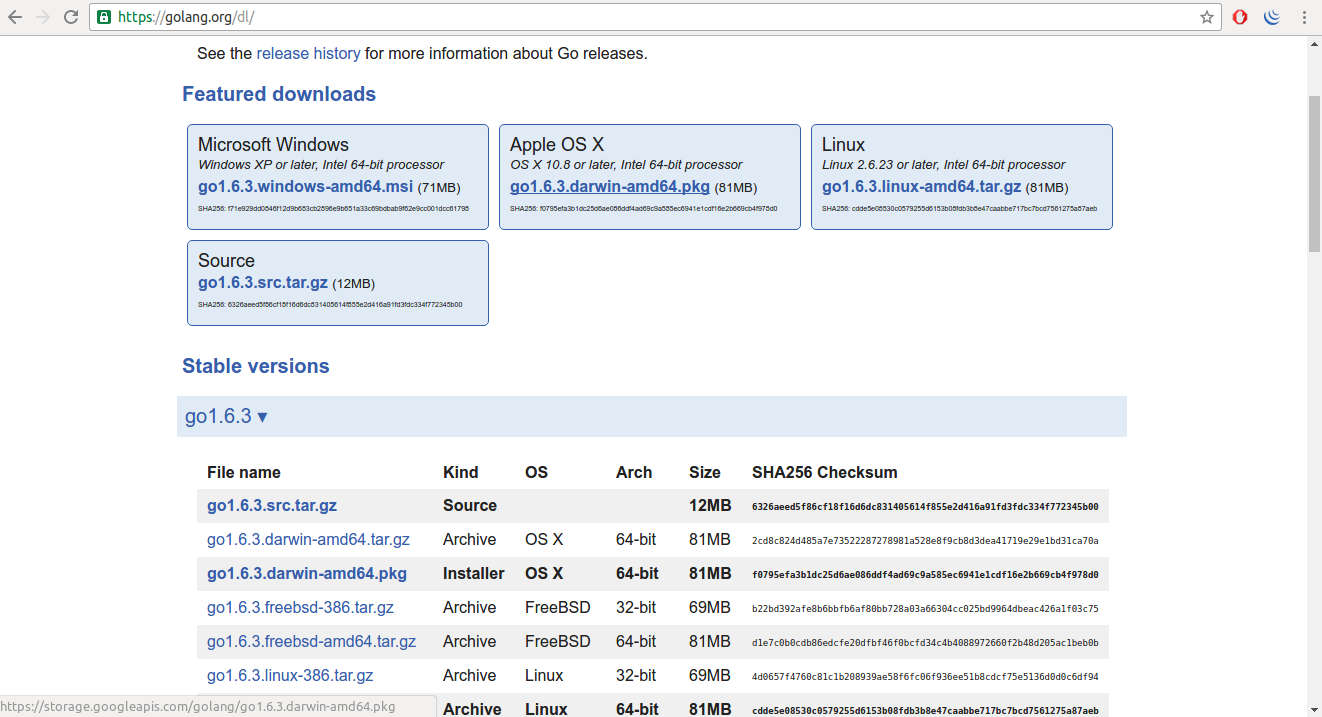 https://golang.org/dl/
See the release history for more information about Go releases.
Featured downloads
Microsoft Windows
Windows XP or later, Intel 64-bit processor
go1.6.3.windows-amd64.msi (71MB)
Apple OS X
OS X 10.8 or later, Intel 64-bit processor
go1.6.3.darwin-amd64.pkg (81MB)
SHA256: f0795efa3b1dc25d6ae086ddf4ad69c9a585ec6941e1cdf16e2b669cb4f978d0
Linux
Linux 2.6.23 or later, Intel 64-bit processor
go1.6.3.linux-amd64.tar.gz (81MB)
SHA256: cdde5e08530c0579255d6153b08fdb3b8e47caabbe717bc7bcd7561275a87aeb
Source
go1.6.3.src.tar.gz (12MB)
SHA256: 6326aeed5f86cf18f16d6dc831405614f855e2d416a91fd3fdc334f772345b00
Stable versions
go1.6.3 ▾
File name Kind OS Arch Size SHA256 Checksum
go1.6.3.src.tar.gz Source 12MB 6326aeed5f86cf18f16d6dc831405614f855e2d416a91fd3fdc334f772345b00
go1.6.3.darwin-amd64.tar.gz Archive OS X 64-bit 81MB 2cd8c824d485a7e73522287278981a528e8f9cb8d3dea41719e29e1bd31ca70a
go1.6.3.darwin-amd64.pkg Installer OS X 64-bit 81MB f0795efa3b1dc25d6ae086ddf4ad69c9a585ec6941e1cdf16e2b669cb4f978d0
go1.6.3.freebsd-386.tar.gz Archive FreeBSD 32-bit 69MB b22bd392afe8b6bbfb6af80bb728a03a66304cc025bd9964dbeac426a1f03c75
go1.6.3.freebsd-amd64.tar.gz Archive FreeBSD 64-bit 81MB d1e7c0b0cdb86edcfe20dfbf46f0bcfd34c4b4088972660f2b48d205ac1beb0b
go1.6.3.linux-386.tar.gz Archive Linux 32-bit 69MB 4d0657f4760c81c1b208939ae58f6fc06f936ee51b8cdcf75e5136d0d0c6df94
Archive Linux 64-bit 81MB cdde5e08530c0579255d6153b08fdb3b8e47caabbe717bc7bcd7561275a87aeb
https://storage.googleapis.com/golang/go1.6.3.darwin-amd64.pkg